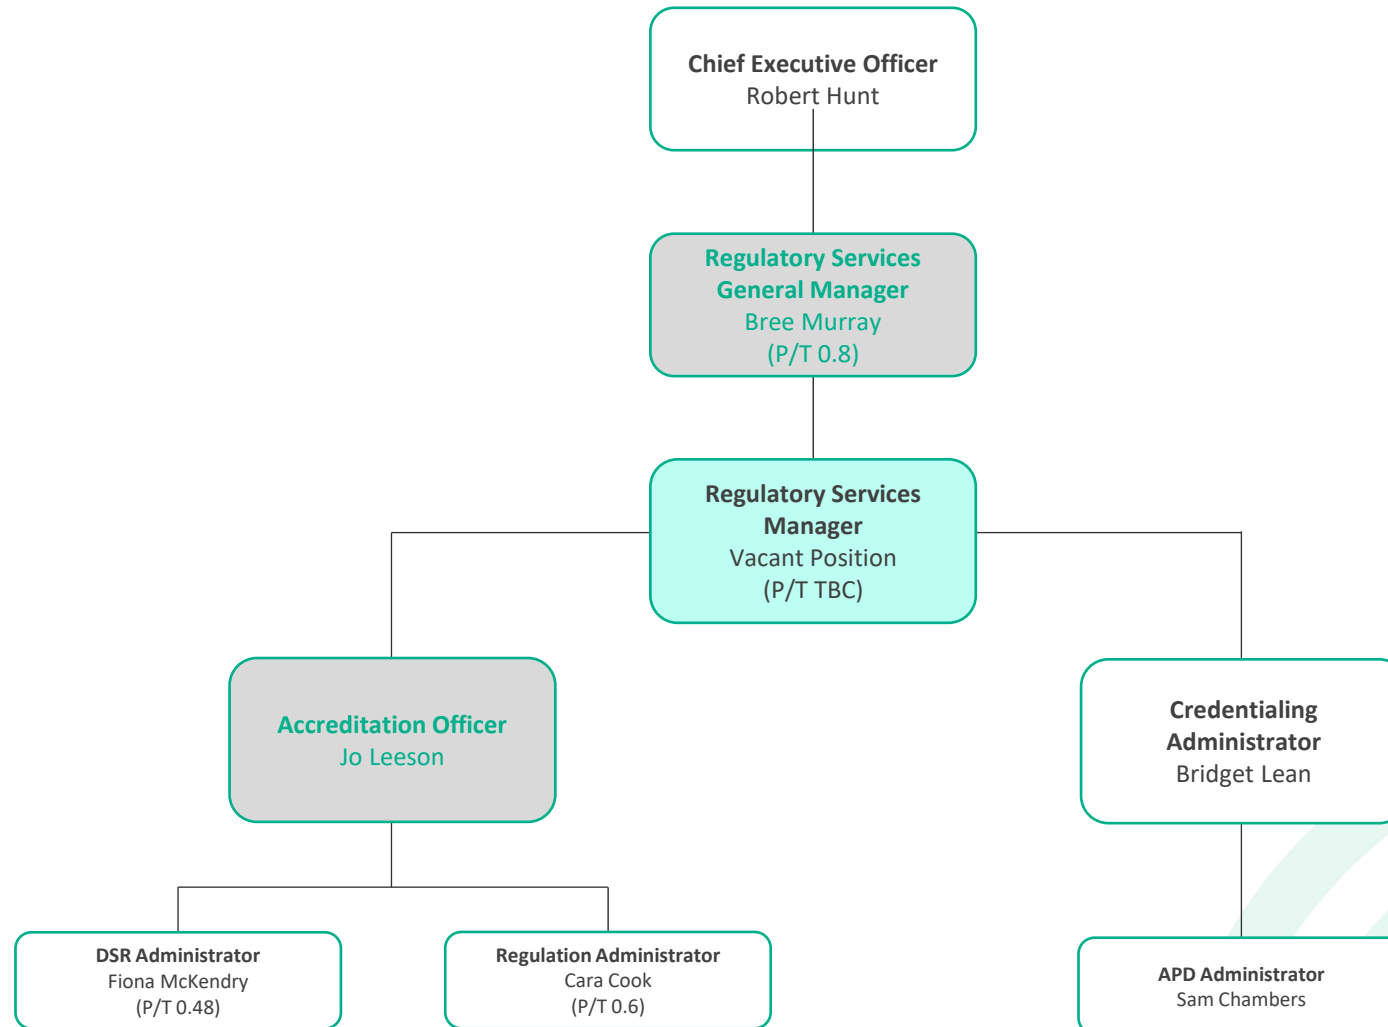 Chief Executive Officer
Robert Hunt
Regulatory Services
General Manager
Bree Murray
(P/T 0.8)
Regulatory Services
Manager
Vacant Position
(P/T TBC)
Accreditation Officer
Jo Leeson
Credentialing
Administrator
Bridget Lean
DSR Administrator
Fiona McKendry
(P/T 0.48)
Regulation Administrator
Cara Cook
(P/T 0.6)
APD Administrator
Sam Chambers